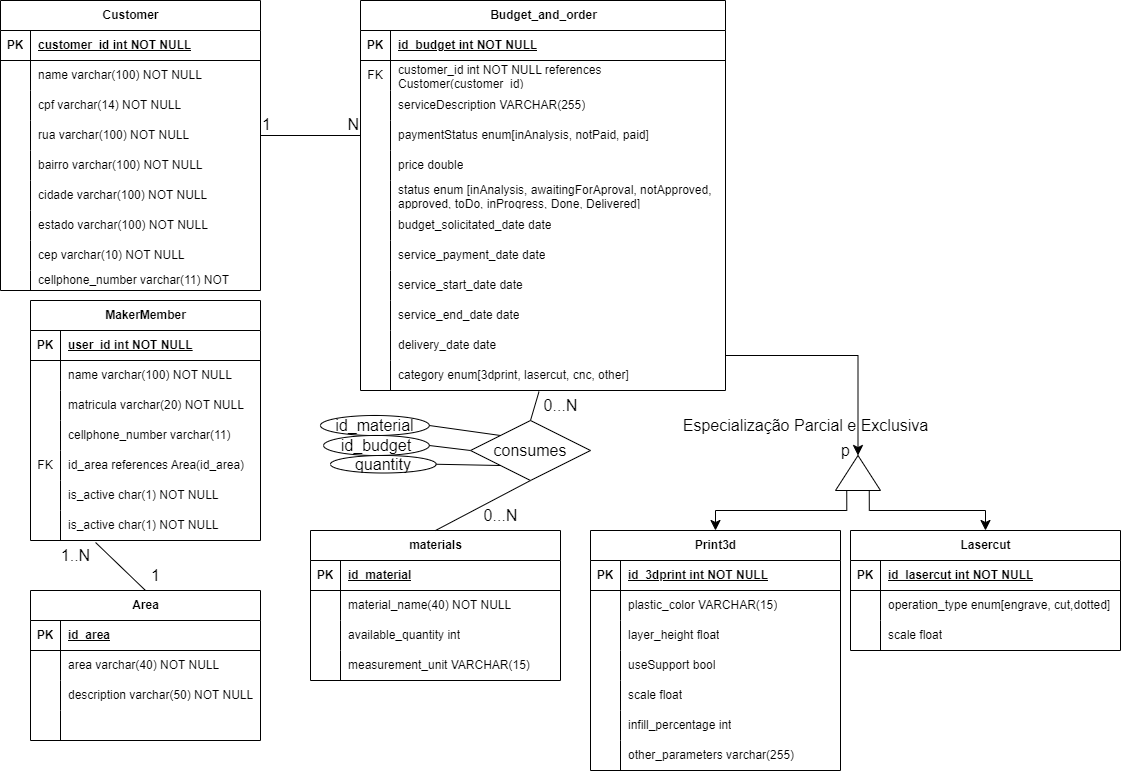 Customer
PK customer_id int NOT NULL
name varchar(100) NOT NULL
cpf varchar(14) NOT NULL
rua varchar(100) NOT NULL
bairro varchar(100) NOT NULL
cidade varchar(100) NOT NULL
estado varchar(100) NOT NULL
cep varchar(10) NOT NULL
cellphone_number varchar(11) NOT
1 N
Budget_and_order
PK id_budget int NOT NULL
FK customer_id int NOT NULL references
Customer(customer_id)
serviceDescription VARCHAR(255)
paymentStatus enum[inAnalysis, notPaid, paid]
price double
status enum [inAnalysis, awaitingForAproval, notApproved,
approved, toDo, inProgress, Done, Delivered]
budget_solicitated_date date
service_payment_date date
service_start_date date
service_end_date date
delivery_date date
category enum[3dprint, lasercut, cnc, other]
MakerMember
PK user_id int NOT NULL
name varchar(100) NOT NULL
matricula varchar(20) NOT NULL
cellphone_number varchar(11)
FK id_area references Area(id_area)
is_active char(1) NOT NULL
is_active char(1) NOT NULL
1..N
1
Area
PK id_area
area varchar(40) NOT NULL
description varchar(50) NOT NULL
0...N
id_material
id_budget
quantity
consumes
0...N
materials
PK id_material
material_name(40) NOT NULL
available_quantity int
measurement_unit VARCHAR(15)
Especialização Parcial e Exclusiva
p
Print3d
PK id_3dprint int NOT NULL
plastic_color VARCHAR(15)
layer_height float
useSupport bool
scale float
infill_percentage int
other_parameters varchar(255)
Lasercut
PK id_lasercut int NOT NULL
operation_type enum[engrave, cut,dotted]
scale float